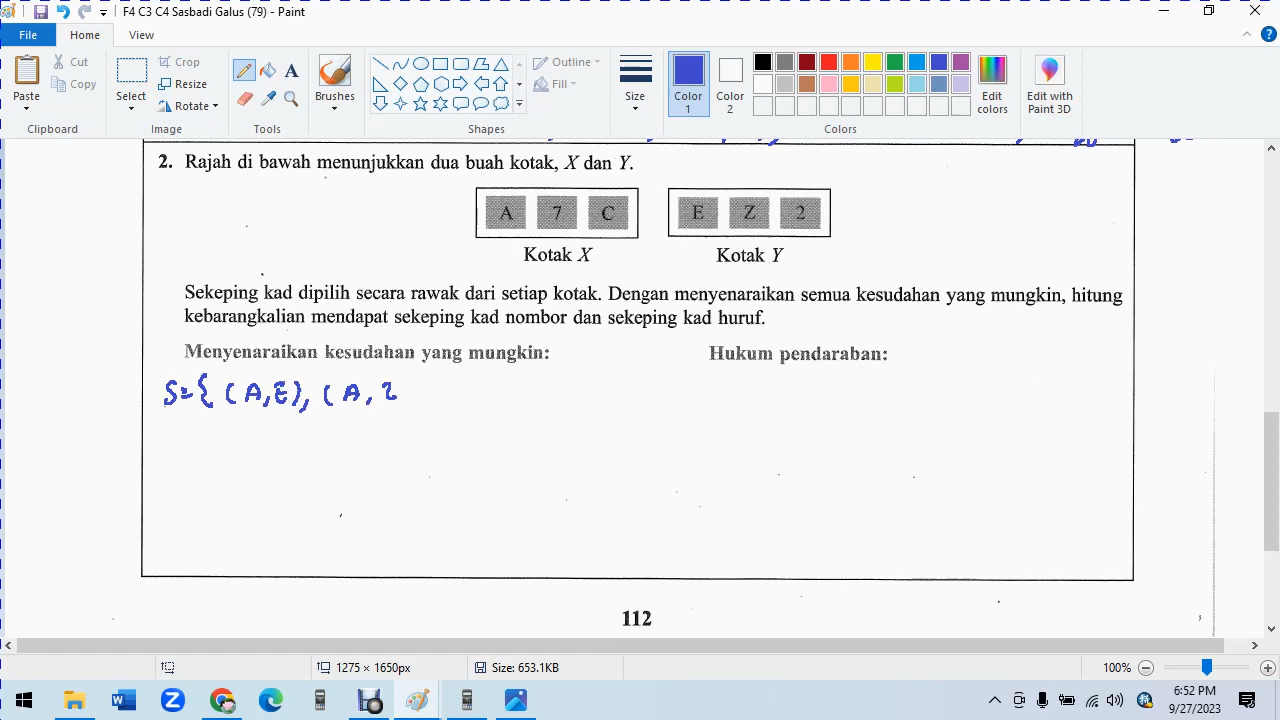 F4 C3 C4 Sasbadi Galus (79) - Paint
File Home View
Paste
Cut
Copy
Clipboard
Select
Crop
Resize
Rotate
Image
Tools
Brushes
Shapes
Outline
Fill
Size
Color 1
Color 2
Edit colors
Colors
Edit with Paint 3D
2. Rajah di bawah menunjukkan dua buah kotak, X dan Y.
A 7 C E Z 2
Kotak X Kotak Y
Sekeping kad dipilih secara rawak dari setiap kotak. Dengan menyenaraikan semua kesudahan yang mungkin, hitung
kebarangkalian mendapat sekeping kad nombor dan sekeping kad huruf.
Menyenaraikan kesudahan yang mungkin: Hukum pendaraban:
S={ (A,E), (A, 2
112
1275 × 1650px Size: 653.1KB 100%
6:52 PM
9/27/2023